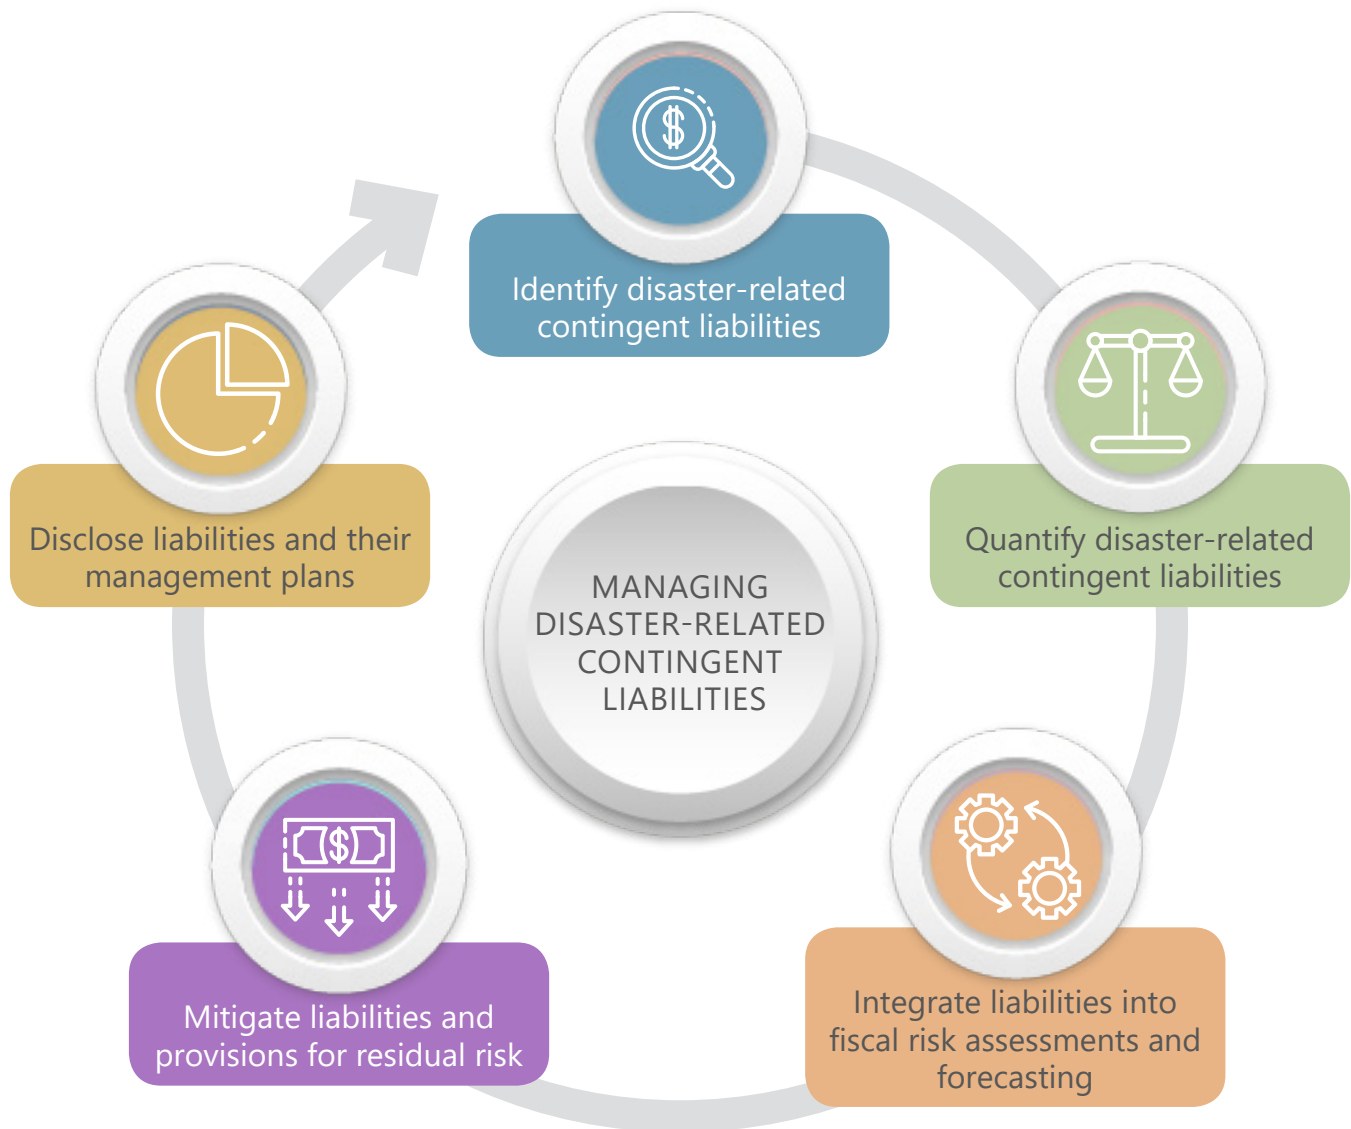 Identify disaster-related
contingent liabilities
Quantify disaster-related
contingent liabilities
Integrate liabilities into
fiscal risk assessments and
forecasting
Mitigate liabilities and
provisions for residual risk
Disclose liabilities and their
management plans
MANAGING
DISASTER-RELATED
CONTINGENT
LIABILITIES